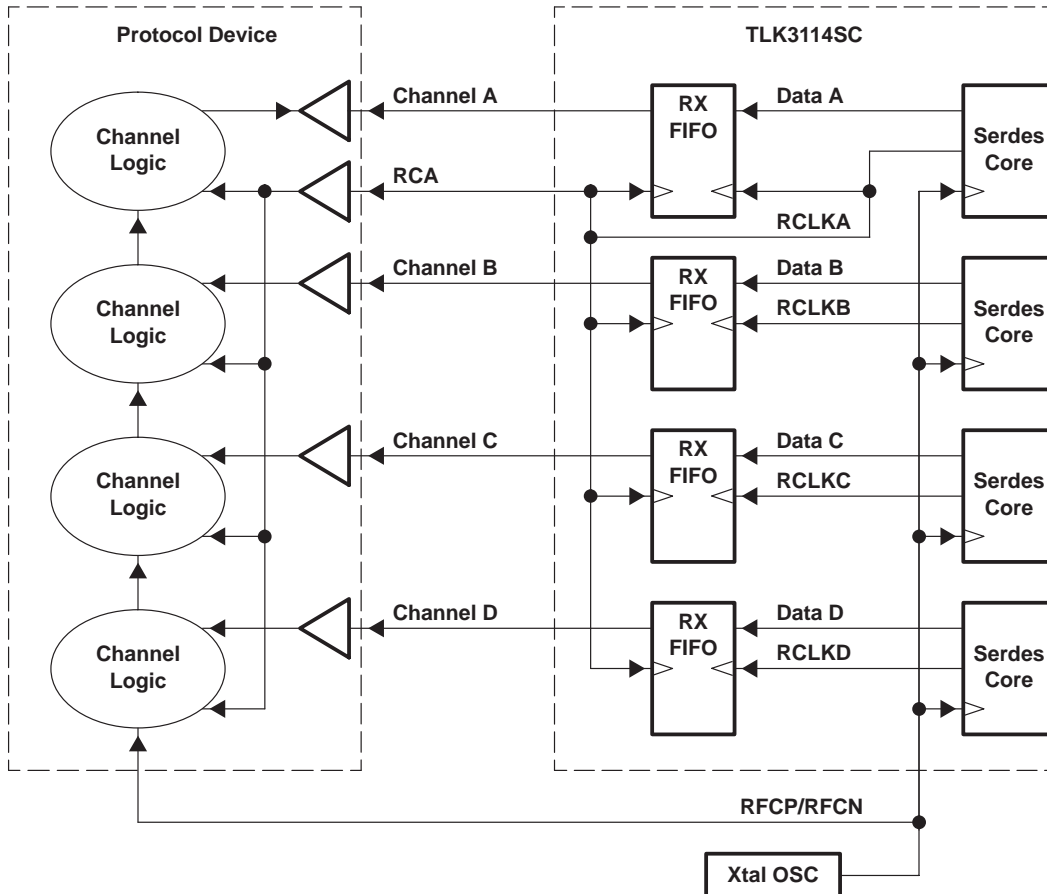 Protocol Device
TLK3114SC
Channel
Logic
Channel A
RX
FIFO
Data A
Serdes
Core
RCA
RCLKA
Channel
Logic
Channel B
RX
FIFO
Data B
RCLKB
Serdes
Core
Channel
Logic
Channel C
RX
FIFO
Data C
RCLKC
Serdes
Core
Channel
Logic
Channel D
RX
FIFO
Data D
RCLKD
Serdes
Core
RFCP/RFCN
Xtal OSC